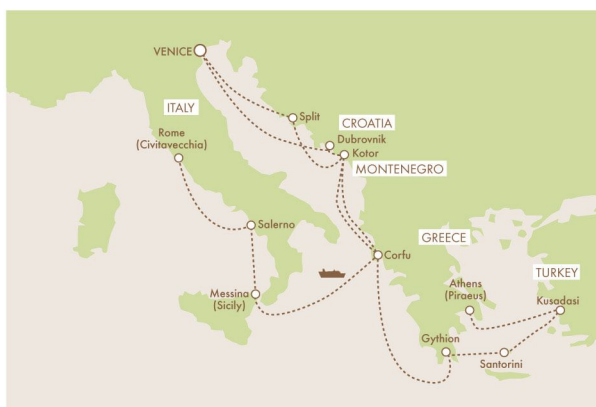 VENICE
ITALY
Rome
(Civitavecchia)
Split
CROATIA
Dubrovnik
Kotor
MONTENEGRO
Salerno
Messina
(Sicily)
Corfu
GREECE
Athens
(Piraeus)
TURKEY
Kusadasi
Gythion
Santorini